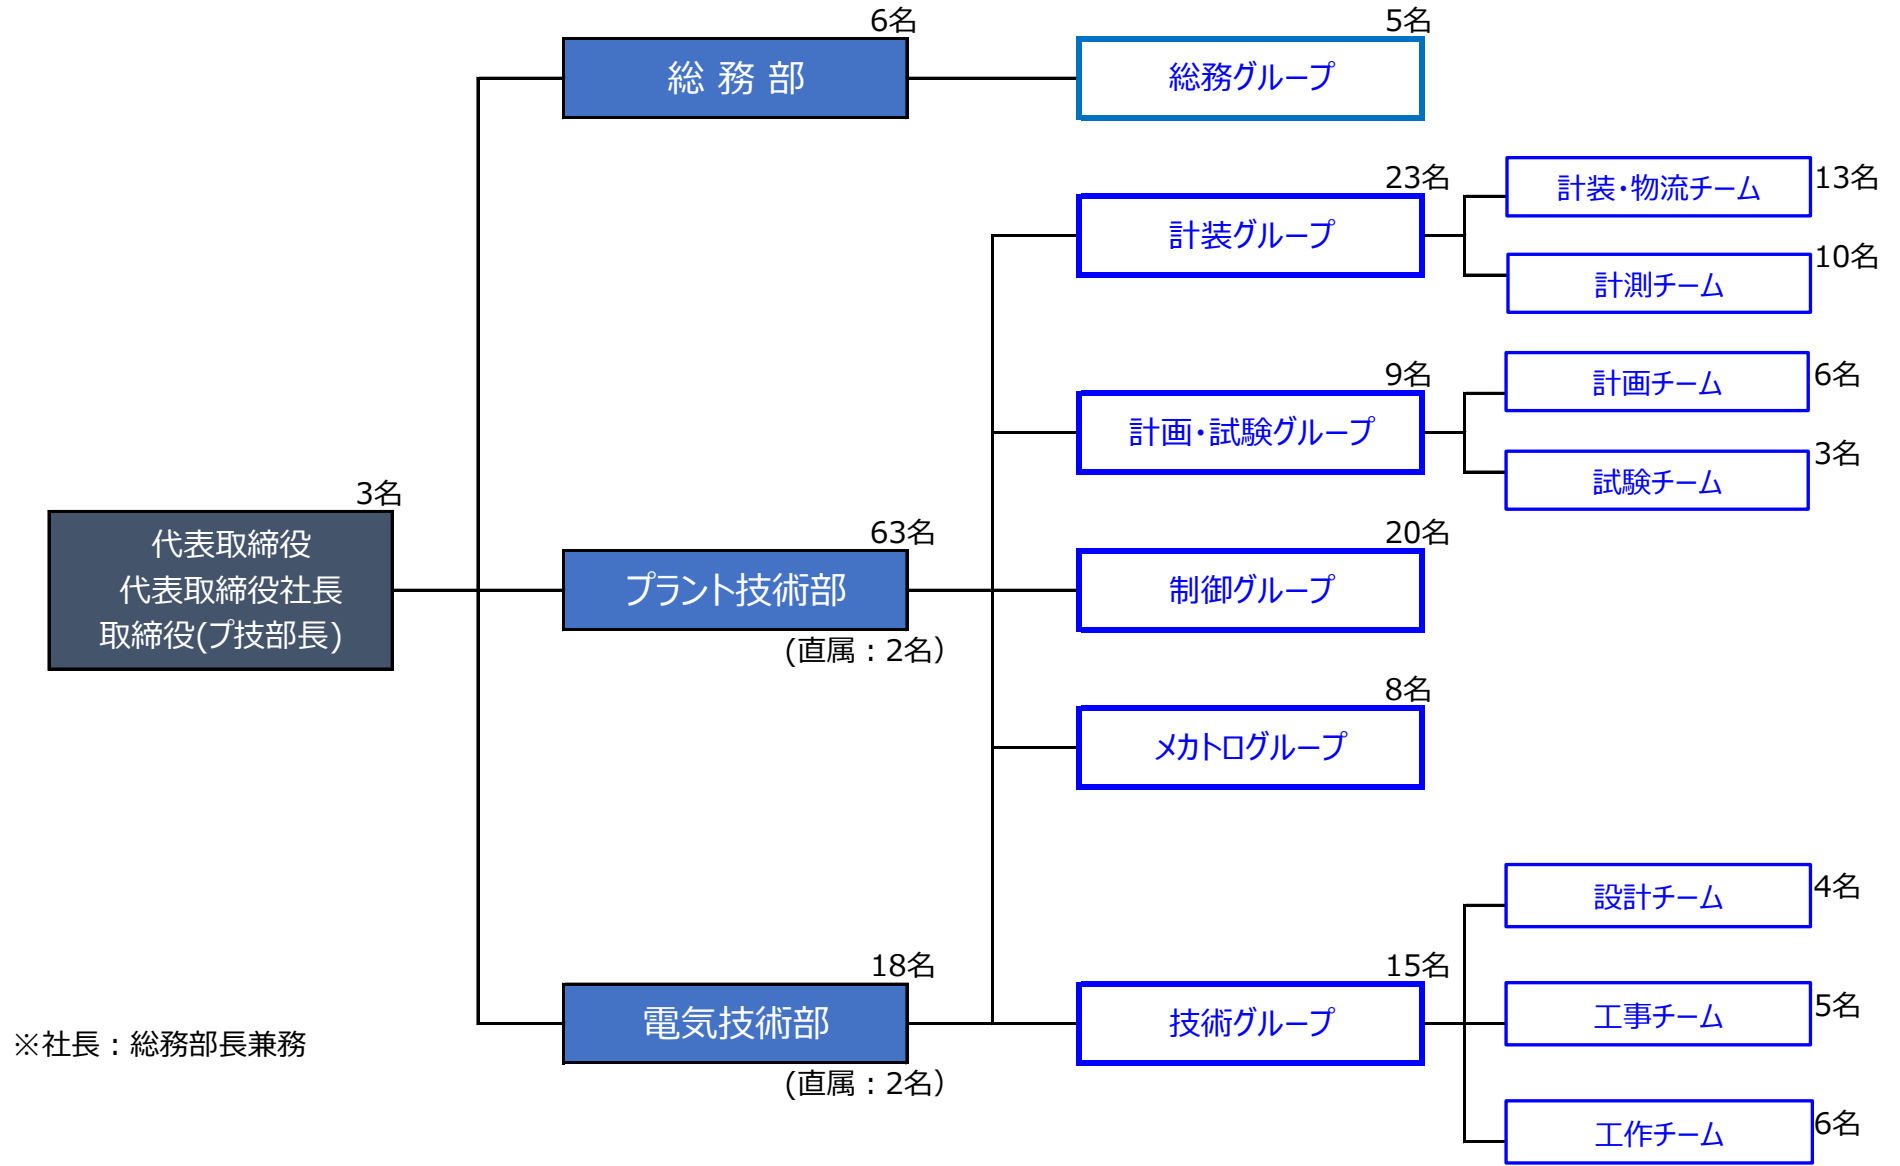 6名
総 務 部
5名
総務グループ
23名
計装グループ
13名
計装・物流チーム
10名
計測チーム
9名
計画・試験グループ
6名
計画チーム
3名
試験チーム
3名
代表取締役
代表取締役社長
取締役(プ技部長)
63名
プラント技術部
(直属：2名）
20名
制御グループ
8名
メカトログループ
18名
電気技術部
(直属：2名）
15名
技術グループ
4名
設計チーム
5名
工事チーム
6名
工作チーム
※社長：総務部長兼務